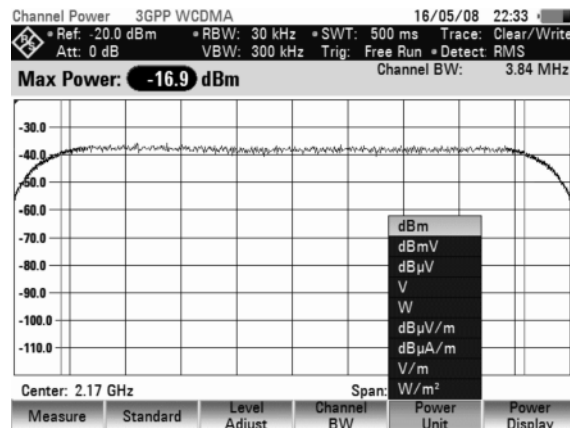 Channel Power 3GPP WCDMA 16/05/08 22:33
Ref: -20.0 dBm RBW: 30 kHz SWT: 500 ms Trace: Clear/Write
Att: 0 dB VBW: 300 kHz Trig: Free Run Detect: RMS
Max Power: -16.9 dBm Channel BW: 3.84 MHz
-30.0
-40.0
-50.0
-60.0
-70.0
-80.0
-90.0
-100.0
-110.0
dBm
dBmV
dBµV
V
W
dBµV/m
dBµA/m
V/m
W/m²
Center: 2.17 GHz Span:
Measure Standard Level Adjust Channel BW Power Unit Power Display